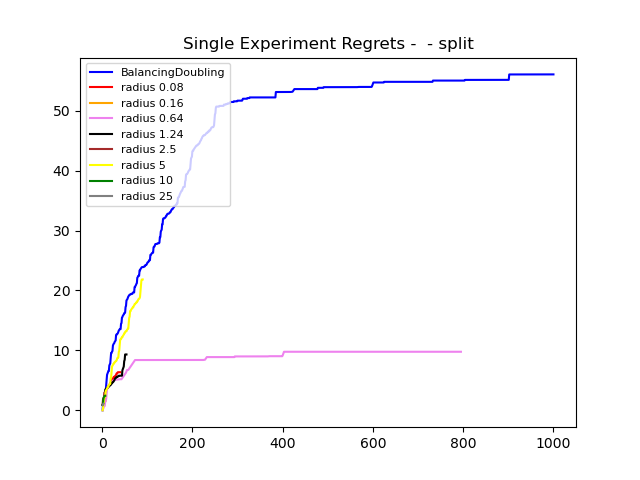 Single Experiment Regrets -  - split
BalancingDoubling
radius 0.08
radius 0.16
radius 0.64
radius 1.24
radius 2.5
radius 5
radius 10
radius 25
50
40
30
20
10
0
0 200 400 600 800 1000